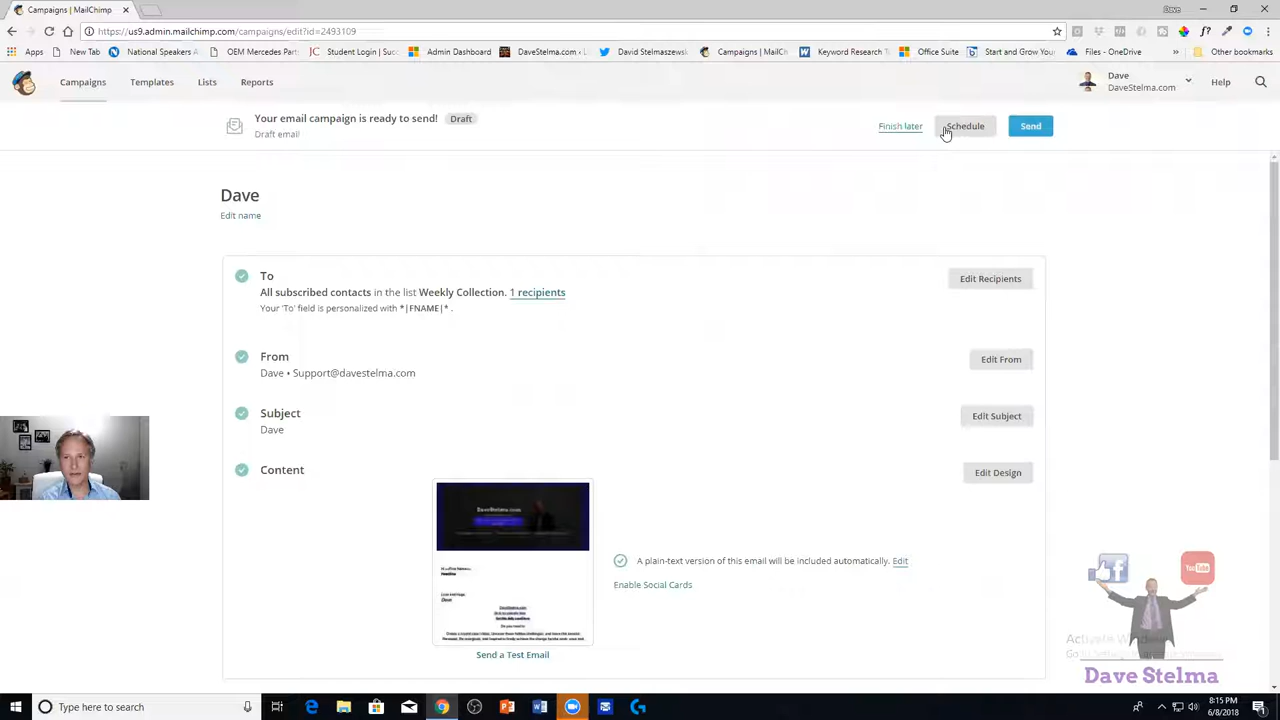 Campaigns | MailChimp
Doug
https://us9.admin.mailchimp.com/campaigns/edit?id=2493109
National Speakers A
OEM Mercedes Part
JC Student Login | Suc
Admin Dashboard
DaveStelma.com
David Stelmaszewsk
Campaigns | MailC
Keyword Research T
Office Suite
Start and Grow You
Files - OneDrive
Campaigns
Templates
Lists
Reports
Dave
DaveStelma.com
Help
Your email campaign is ready to send!
Draft
Draft email
Finish later
Schedule
Send
Dave
Edit name
To
All subscribed contacts in the list Weekly Collection. 1 recipients
Your 'To' field is personalized with *|FNAME|* .
Edit Recipients
From
Dave • Support@davestelma.com
Edit From
Subject
Dave
Edit Subject
Content
Edit Design
DaveStelma.com
A plain-text version of this email will be included automatically. Edit
Enable Social Cards
Send a Test Email
You Tube
Dave Stelma
Type here to search
8:15 PM
6/8/2018